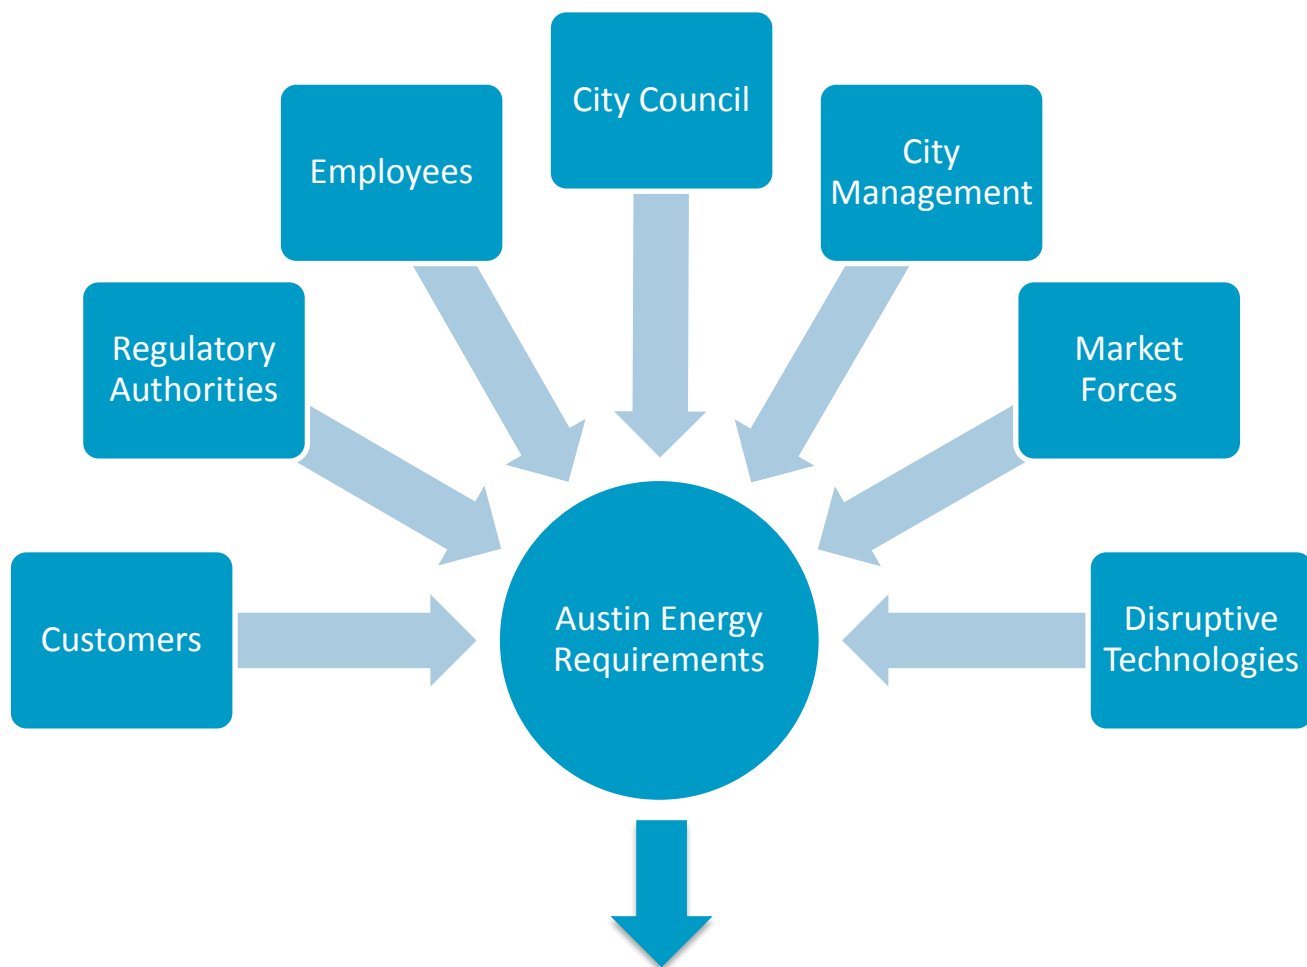 City Council
Employees
City
Management
Regulatory
Authorities
Market
Forces
Customers
Austin Energy
Requirements
Disruptive
Technologies